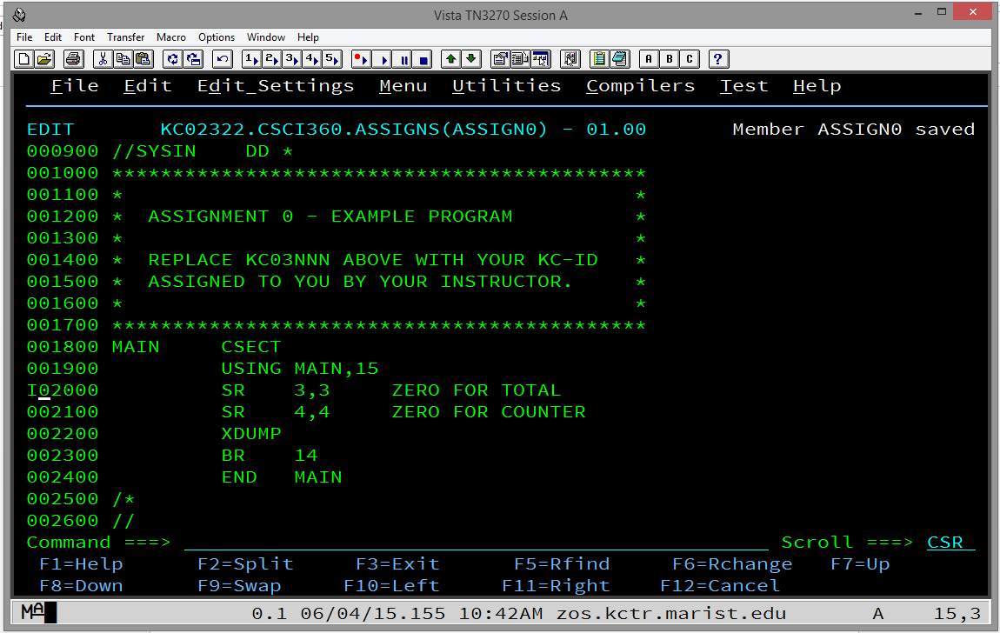 Vista TN3270 Session A
File Edit Font Transfer Macro Options Window Help
1 2 3 4 5 A B C ?
File Edit Edit_Settings Menu Utilities Compilers Test Help
EDIT KC02322.CSCI360.ASSIGNS(ASSIGN0) - 01.00 Member ASSIGN0 saved
000900 //SYSIN    DD *
001000 ********************************************
001100 *                                          *
001200 *  ASSIGNMENT 0 - EXAMPLE PROGRAM          *
001300 *                                          *
001400 *  REPLACE KC03NNN ABOVE WITH YOUR KC-ID   *
001500 *  ASSIGNED TO YOU BY YOUR INSTRUCTOR.     *
001600 *                                          *
001700 ********************************************
001800 MAIN     CSECT
001900          USING MAIN,15
I02000          SR    3,3     ZERO FOR TOTAL
002100          SR    4,4     ZERO FOR COUNTER
002200          XDUMP
002300          BR    14
002400          END   MAIN
002500 /*
002600 //
Command ===> Scroll ===> CSR
F1=Help F2=Split F3=Exit F5=Rfind F6=Rchange F7=Up
F8=Down F9=Swap F10=Left F11=Right F12=Cancel
MA 0.1 06/04/15.155 10:42AM zos.kctr.marist.edu A 15,3